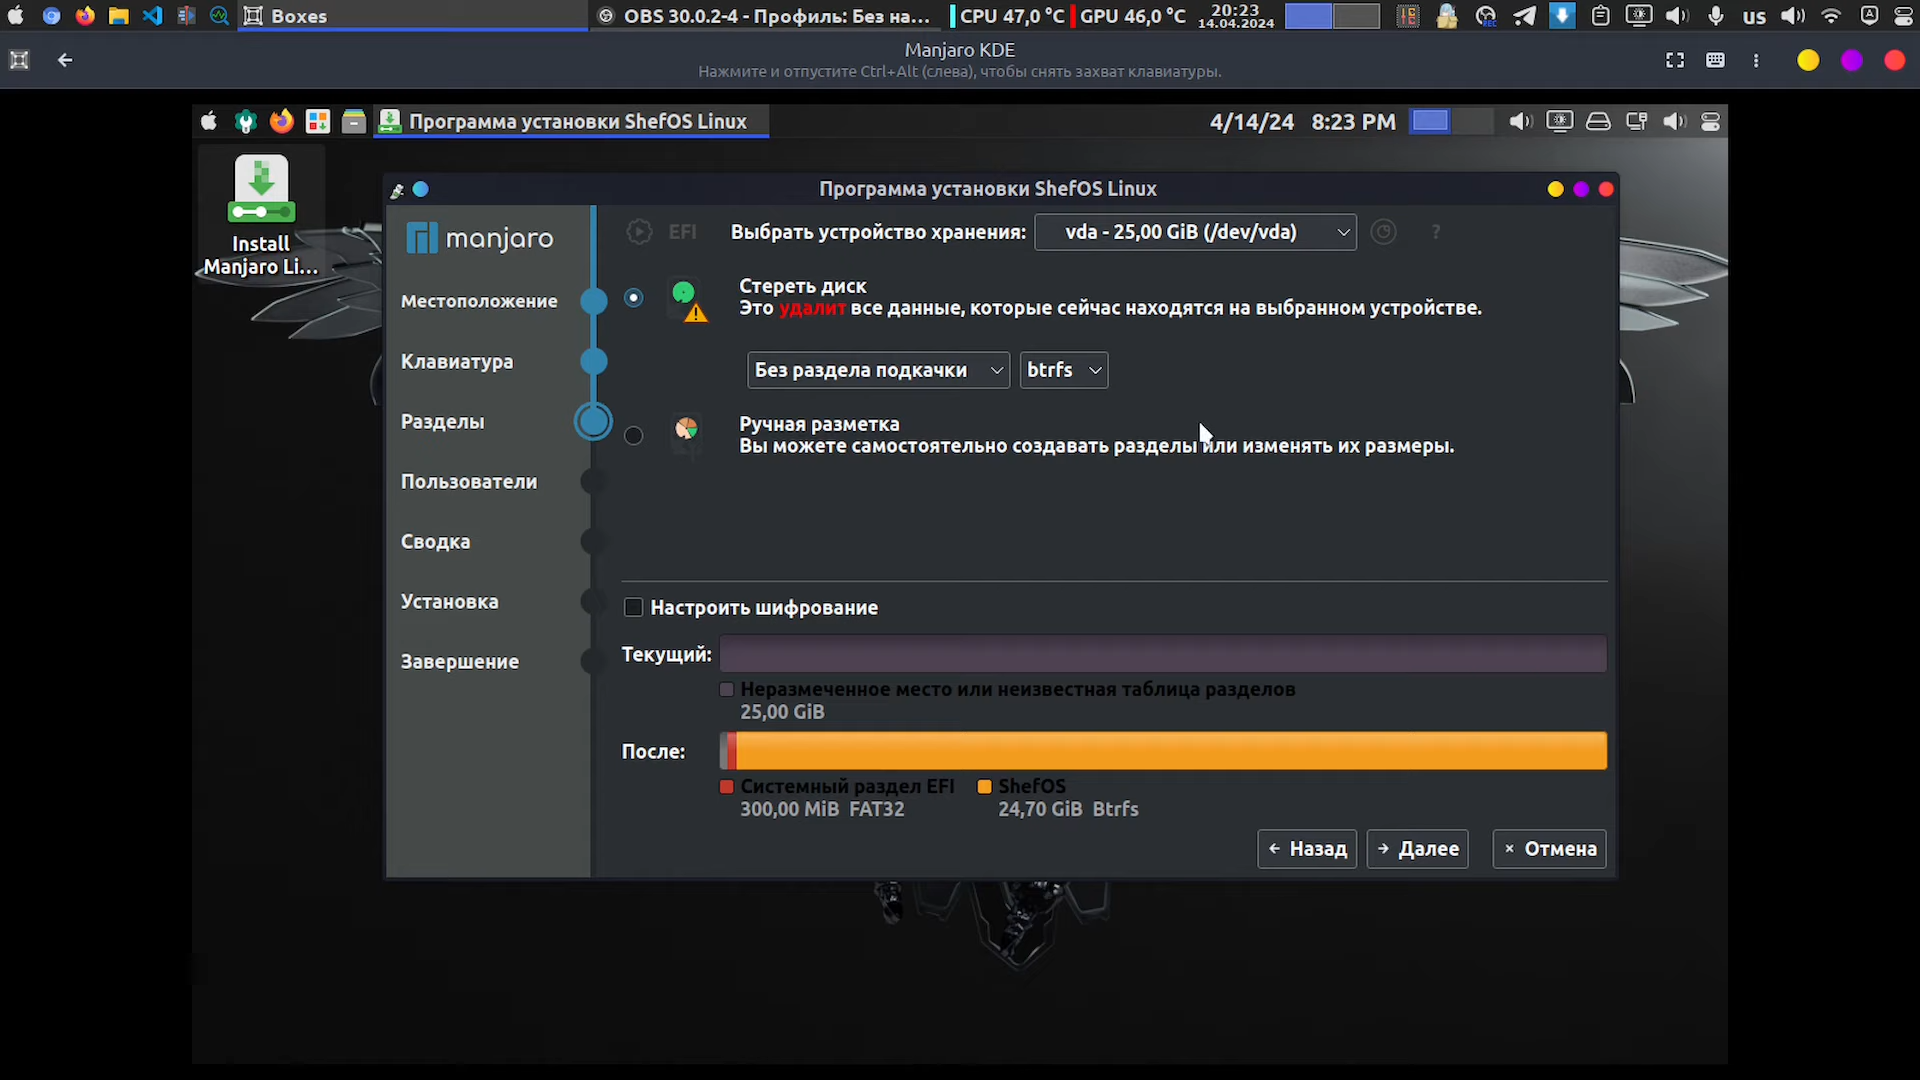 Boxes
OBS 30.0.2-4 - Профиль: Без на...
CPU 47,0 °C
GPU 46,0 °C
20:23
14.04.2024
us
Manjaro KDE
Нажмите и отпустите Ctrl+Alt (слева), чтобы снять захват клавиатуры.
Программа установки ShefOS Linux
4/14/24
8:23 PM
Install
Manjaro Li...
Программа установки ShefOS Linux
manjaro
Местоположение
Клавиатура
Разделы
Пользователи
Сводка
Установка
Завершение
EFI
Выбрать устройство хранения:
vda - 25,00 GiB (/dev/vda)
?
Стереть диск
Это удалит все данные, которые сейчас находятся на выбранном устройстве.
Без раздела подкачки
btrfs
Ручная разметка
Вы можете самостоятельно создавать разделы или изменять их размеры.
Настроить шифрование
Текущий:
Неразмеченное место или неизвестная таблица разделов
25,00 GiB
После:
Системный раздел EFI
300,00 MiB FAT32
ShefOS
24,70 GiB Btrfs
Назад
Далее
Отмена